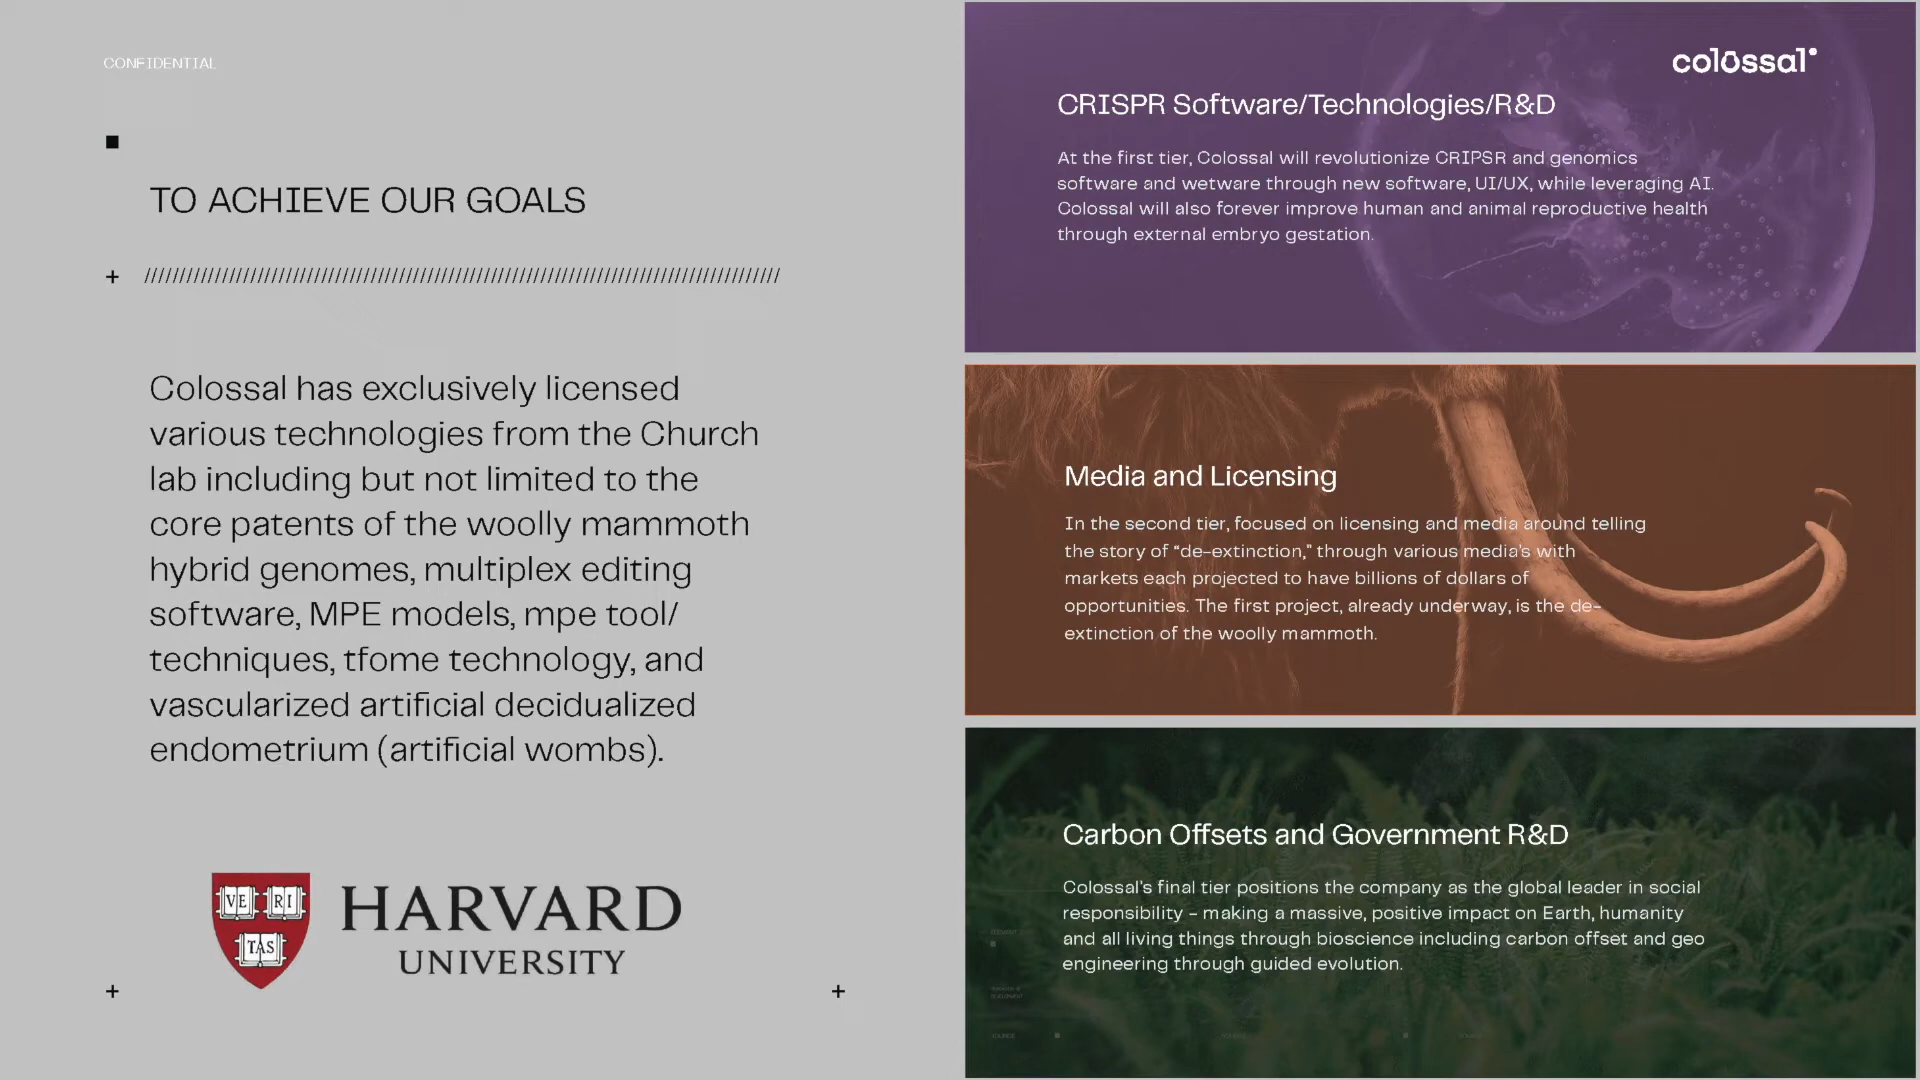 CONFIDENTIAL
TO ACHIEVE OUR GOALS
+ //////////////////////////////////////////////////////////////////////////////////////////
Colossal has exclusively licensed
various technologies from the Church
lab including but not limited to the
core patents of the woolly mammoth
hybrid genomes, multiplex editing
software, MPE models, mpe tool/
techniques, tfome technology, and
vascularized artificial decidualized
endometrium (artificial wombs).
VE RI
TAS
HARVARD
UNIVERSITY
+ +
colossal
CRISPR Software/Technologies/R&D
At the first tier, Colossal will revolutionize CRIPSR and genomics
software and wetware through new software, UI/UX, while leveraging AI.
Colossal will also forever improve human and animal reproductive health
through external embryo gestation.
Media and Licensing
In the second tier, focused on licensing and media around telling
the story of “de-extinction,” through various media's with
markets each projected to have billions of dollars of
opportunities. The first project, already underway, is the de-
extinction of the woolly mammoth.
Carbon Offsets and Government R&D
Colossal's final tier positions the company as the global leader in social
responsibility - making a massive, positive impact on Earth, humanity
and all living things through bioscience including carbon offset and geo
engineering through guided evolution.